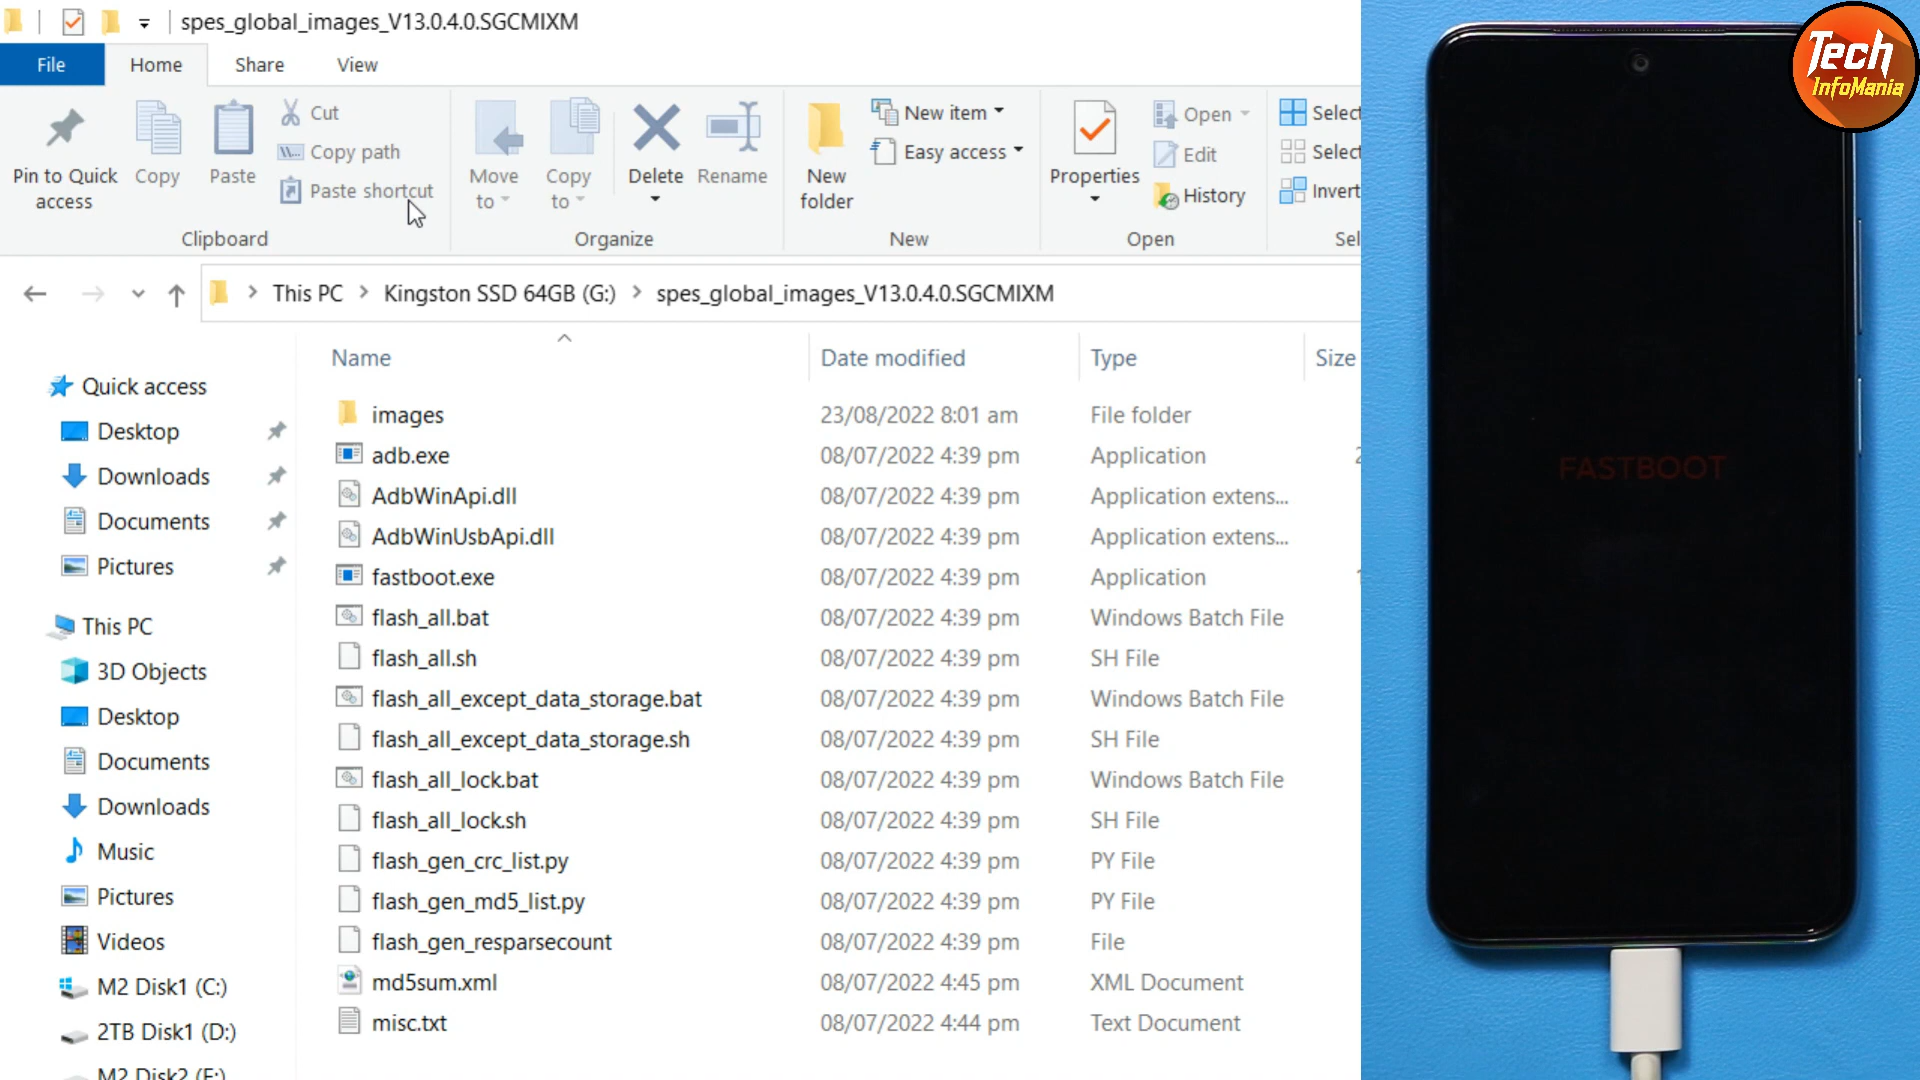 spes_global_images_V13.0.4.0.SGCMIXM
File Home Share View
Pin to Quick access
Copy
Paste
Cut
Copy path
Paste shortcut
Clipboard
Move to
Copy to
Delete
Rename
Organize
New folder
New item
Easy access
New
Properties
Open
Edit
History
Open
Select
Select
Invert
Sel
This PC > Kingston SSD 64GB (G:) > spes_global_images_V13.0.4.0.SGCMIXM
Name Date modified Type Size
Quick access
Desktop
Downloads
Documents
Pictures
This PC
3D Objects
Desktop
Documents
Downloads
Music
Pictures
Videos
M2 Disk1 (C:)
2TB Disk1 (D:)
M2 Disk2 (E:)
images 23/08/2022 8:01 am File folder
adb.exe 08/07/2022 4:39 pm Application
AdbWinApi.dll 08/07/2022 4:39 pm Application extens...
AdbWinUsbApi.dll 08/07/2022 4:39 pm Application extens...
fastboot.exe 08/07/2022 4:39 pm Application
flash_all.bat 08/07/2022 4:39 pm Windows Batch File
flash_all.sh 08/07/2022 4:39 pm SH File
flash_all_except_data_storage.bat 08/07/2022 4:39 pm Windows Batch File
flash_all_except_data_storage.sh 08/07/2022 4:39 pm SH File
flash_all_lock.bat 08/07/2022 4:39 pm Windows Batch File
flash_all_lock.sh 08/07/2022 4:39 pm SH File
flash_gen_crc_list.py 08/07/2022 4:39 pm PY File
flash_gen_md5_list.py 08/07/2022 4:39 pm PY File
flash_gen_resparsecount 08/07/2022 4:39 pm File
md5sum.xml 08/07/2022 4:45 pm XML Document
misc.txt 08/07/2022 4:44 pm Text Document
FASTBOOT
Tech
InfoMania